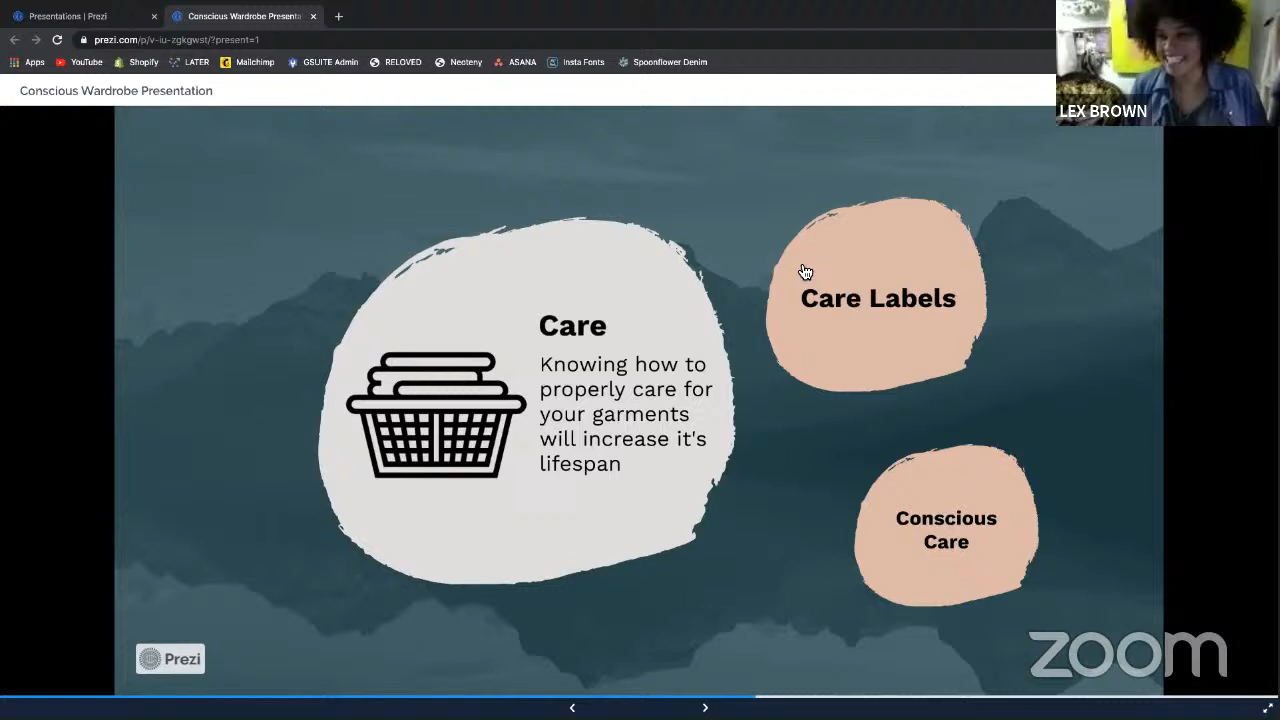 Presentations | Prezi
Conscious Wardrobe Presenta
prezi.com/p/v-iu-zgkgwst/?present=1
Apps YouTube Shopify LATER Mailchimp GSUITE Admin RELOVED Neoteny ASANA Insta Fonts Spoonflower Denim
Conscious Wardrobe Presentation
LEX BROWN
Care Labels
Care
Knowing how to
properly care for
your garments
will increase it's
lifespan
Conscious
Care
Prezi
zoom